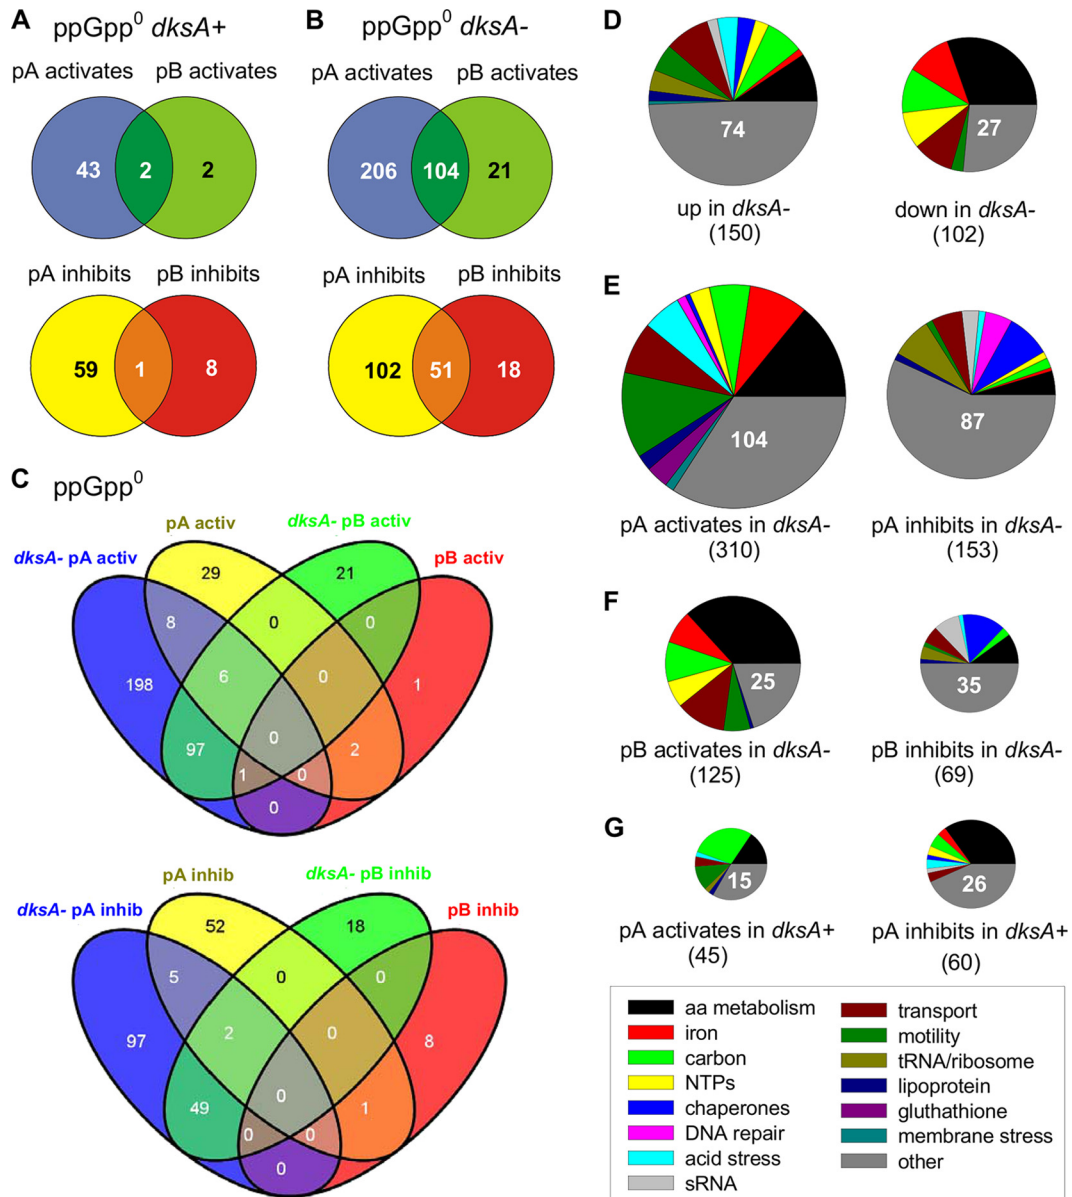 A
ppGpp0 dksA+
pA activates
pB activates
43
2
2
pA inhibits
pB inhibits
59
1
8
B
ppGpp0 dksA-
pA activates
pB activates
206
104
21
pA inhibits
pB inhibits
102
51
18
C
ppGpp0
dksA- pA activ
pA activ
dksA- pB activ
pB activ
29
21
8
0
0
198
6
0
1
97
0
2
1
0
0
dksA- pA inhib
pA inhib
dksA- pB inhib
pB inhib
52
18
5
0
0
97
2
0
8
49
0
1
0
0
0
D
74
up in dksA-
(150)
27
down in dksA-
(102)
E
104
pA activates in dksA-
(310)
87
pA inhibits in dksA-
(153)
F
25
pB activates in dksA-
(125)
35
pB inhibits in dksA-
(69)
G
15
pA activates in dksA+
(45)
26
pA inhibits in dksA+
(60)
aa metabolism
iron
carbon
NTPs
chaperones
DNA repair
acid stress
sRNA
transport
motility
tRNA/ribosome
lipoprotein
gluthathione
membrane stress
other